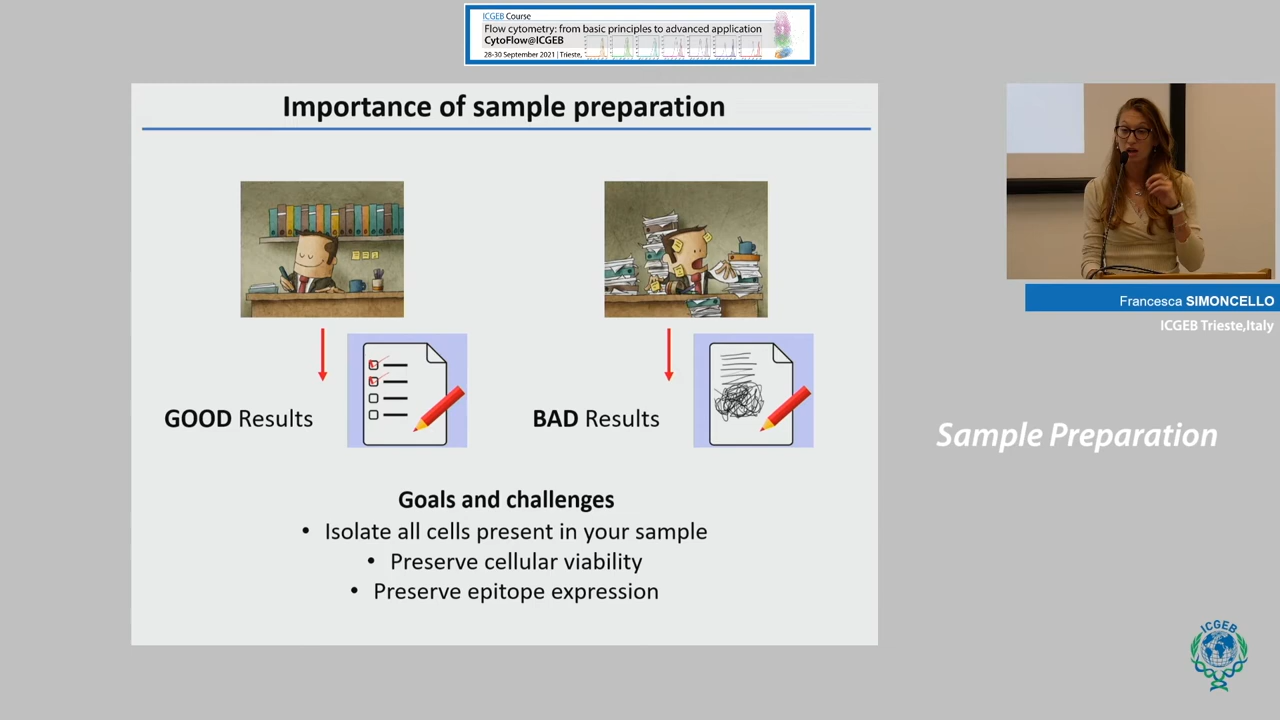 ICGEB Course
Flow cytometry: from basic principles to advanced application
CytoFlow@ICGEB
28-30 September 2021 | Trieste,
Importance of sample preparation
GOOD Results
BAD Results
Goals and challenges
• Isolate all cells present in your sample
• Preserve cellular viability
• Preserve epitope expression
Francesca SIMONCELLO
ICGEB Trieste,Italy
Sample Preparation
ICGEB